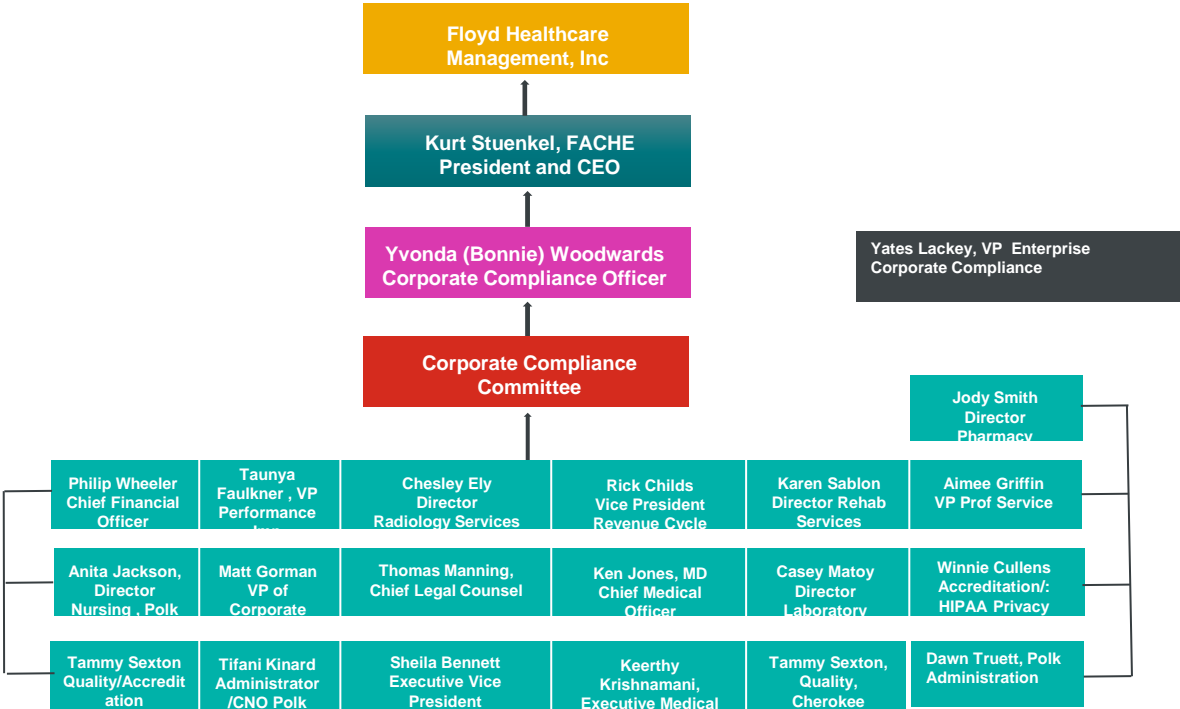 Floyd Healthcare
Management, Inc
Kurt Stuenkel, FACHE
President and CEO
Yvonda (Bonnie) Woodwards
Corporate Compliance Officer
Yates Lackey, VP Enterprise
Corporate Compliance
Corporate Compliance
Committee
Jody Smith
Director
Pharmacy
Philip Wheeler
Chief Financial
Officer
Taunya
Faulkner , VP
Performance
Chesley Ely
Director
Radiology Services
Rick Childs
Vice President
Revenue Cycle
Karen Sablon
Director Rehab
Services
Aimee Griffin
VP Prof Service
Anita Jackson,
Director
Nursing , Polk
Matt Gorman
VP of
Corporate
Thomas Manning,
Chief Legal Counsel
Ken Jones, MD
Chief Medical
Officer
Casey Matoy
Director
Laboratory
Winnie Cullens
Accreditation/:
HIPAA Privacy
Tammy Sexton
Quality/Accredit
ation
Tifani Kinard
Administrator
/CNO Polk
Sheila Bennett
Executive Vice
President
Keerthy
Krishnamani,
Executive Medical
Tammy Sexton,
Quality,
Cherokee
Dawn Truett, Polk
Administration